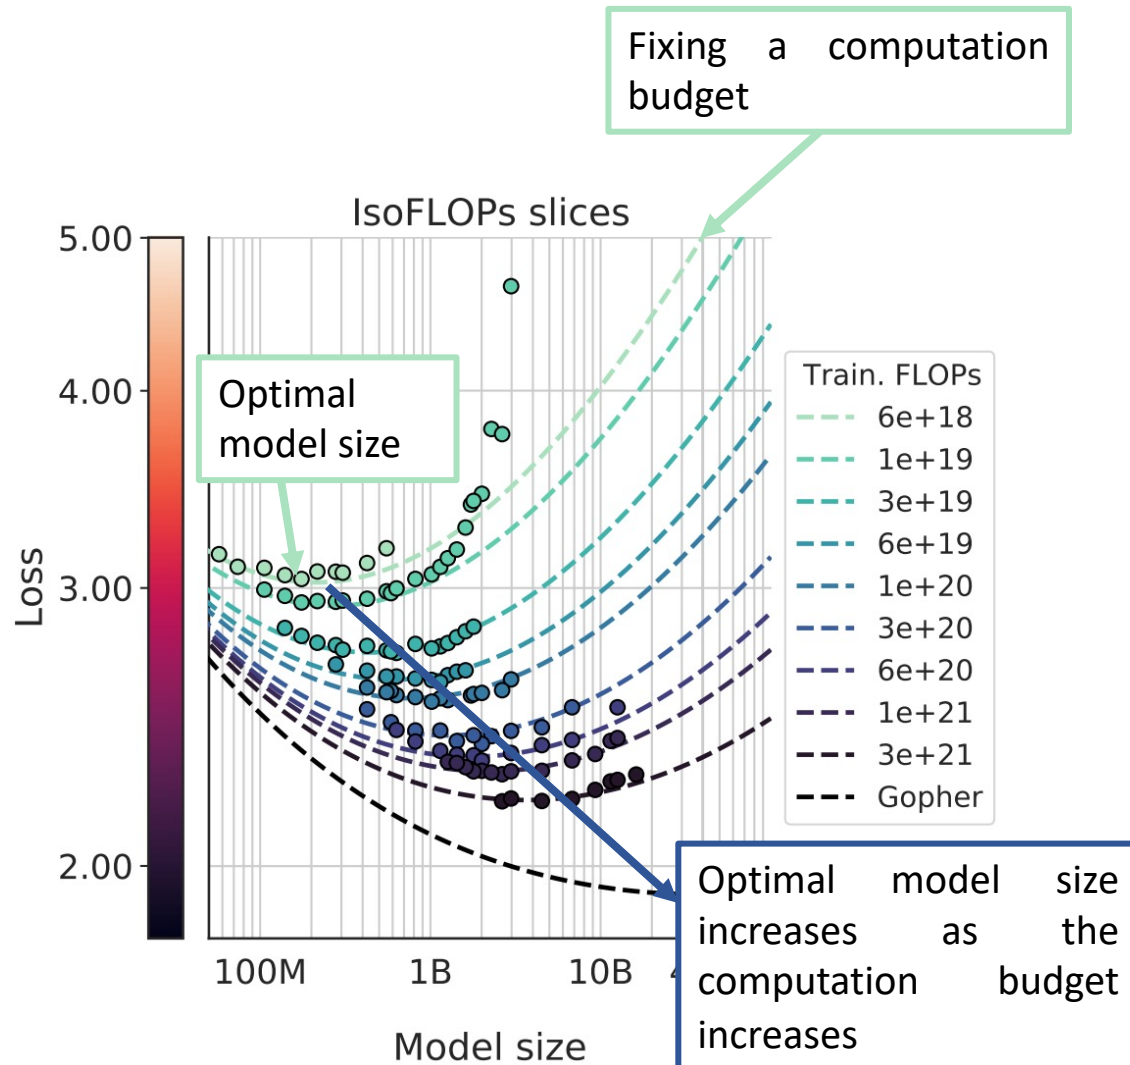 Fixing a computation
budget
IsoFLOPs slices
5.00
4.00
3.00
2.00
Loss
Optimal
model size
Train. FLOPs
6e+18
1e+19
3e+19
6e+19
1e+20
3e+20
6e+20
1e+21
3e+21
Gopher
100M
1B
10B
Model size
Optimal model size
increases as the
computation budget
increases